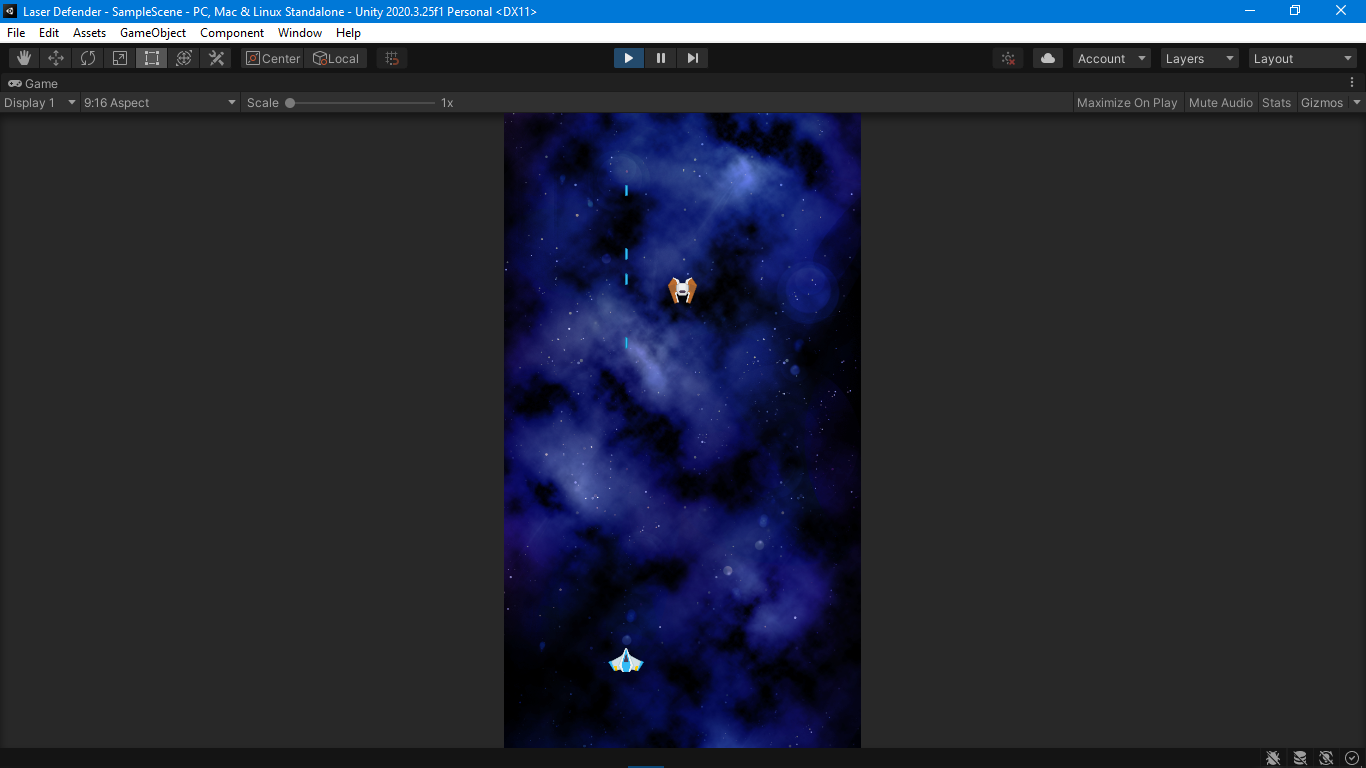 Laser Defender - SampleScene - PC, Mac & Linux Standalone - Unity 2020.3.25f1 Personal <DX11>
File Edit Assets GameObject Component Window Help
Center Local Account Layers Layout
Game
Display 1 9:16 Aspect Scale 1x Maximize On Play Mute Audio Stats Gizmos